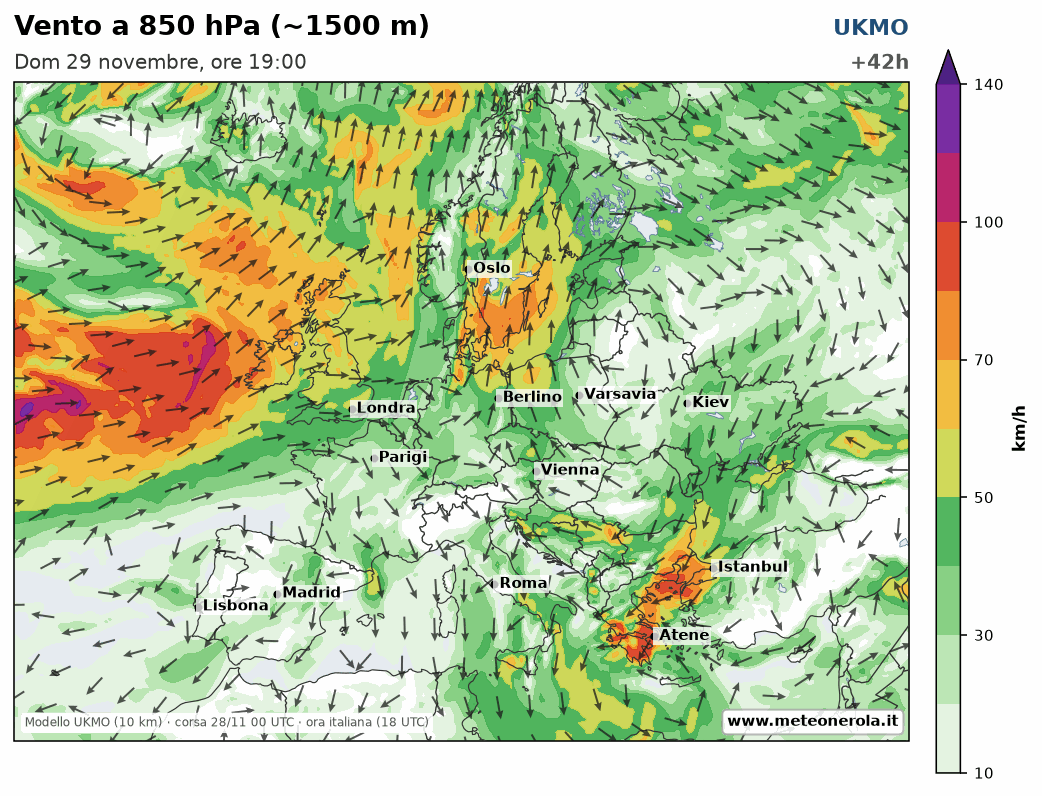 Vento a 850 hPa (~1500 m)
UKMO
Dom 29 novembre, ore 19:00
+42h
140
100
70
50
30
10
km/h
Oslo
Londra
Berlino
Varsavia
Kiev
Parigi
Vienna
Istanbul
Roma
Madrid
Lisbona
Atene
Modello UKMO (10 km) · corsa 28/11 00 UTC · ora italiana (18 UTC)
www.meteonerola.it